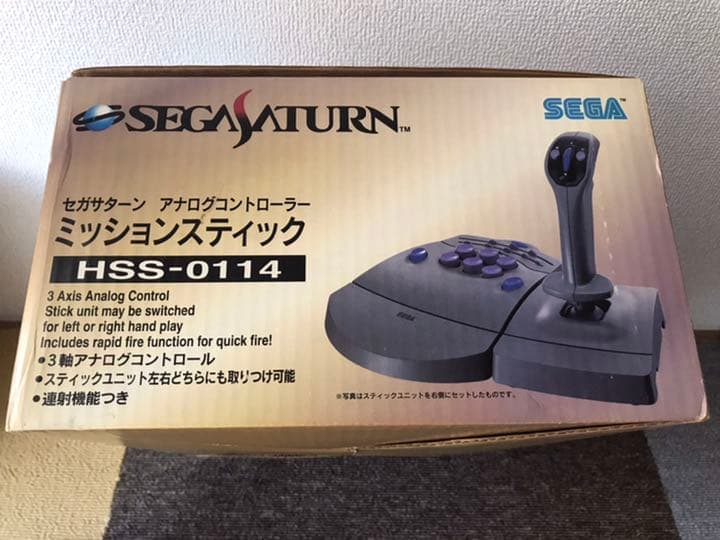 SEGA SATURN™
SEGA™
セガサターン アナログコントローラー
ミッションスティック
HSS-0114
3 Axis Analog Control
Stick unit may be switched
for left or right hand play
Includes rapid fire function for quick fire!
•3軸アナログコントロール
•スティックユニット左右どちらにも取りつけ可能
•連射機能つき
SEGA
※写真はスティックユニットを右側にセットしたものです。